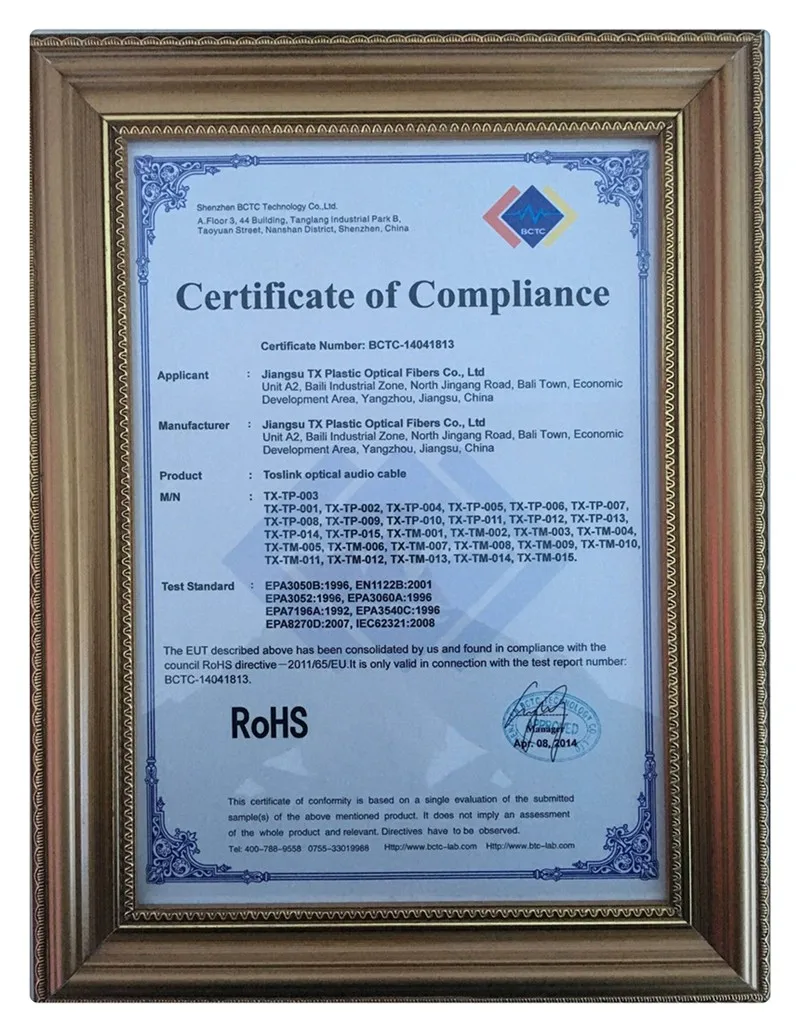 Shenzhen BCTC Technology Co.,Ltd.
A.Floor 3, 44 Building, Tanglang Industrial Park B,
Taoyuan Street, Nanshan District, Shenzhen, China
BCTC
Certificate of Compliance
Certificate Number: BCTC-14041813
Applicant : Jiangsu TX Plastic Optical Fibers Co., Ltd
Unit A2, Baili Industrial Zone, North Jingang Road, Bali Town, Economic
Development Area, Yangzhou, Jiangsu, China
Manufacturer : Jiangsu TX Plastic Optical Fibers Co., Ltd
Unit A2, Baili Industrial Zone, North Jingang Road, Bali Town, Economic
Development Area, Yangzhou, Jiangsu, China
Product : Toslink optical audio cable
M/N : TX-TP-003
TX-TP-001, TX-TP-002, TX-TP-004, TX-TP-005, TX-TP-006, TX-TP-007,
TX-TP-008, TX-TP-009, TX-TP-010, TX-TP-011, TX-TP-012, TX-TP-013,
TX-TP-014, TX-TP-015, TX-TM-001, TX-TM-002, TX-TM-003, TX-TM-004,
TX-TM-005, TX-TM-006, TX-TM-007, TX-TM-008, TX-TM-009, TX-TM-010,
TX-TM-011, TX-TM-012, TX-TM-013, TX-TM-014, TX-TM-015.
Test Standard : EPA3050B:1996, EN1122B:2001
EPA3052:1996, EPA3060A:1996
EPA7196A:1992, EPA3540C:1996
EPA8270D:2007, IEC62321:2008
The EUT described above has been consolidated by us and found in compliance with the
council RoHS directive－2011/65/EU.It is only valid in connection with the test report number:
BCTC-14041813.
RoHS
BCTC TECHNOLOGY CO
APPROVED
Manager
Apr. 08, 2014
This certificate of conformity is based on a single evaluation of the submitted
sample(s) of the above mentioned product. It does not imply an assessment
of the whole product and relevant. Directives have to be observed.
Tel: 400-788-9558 0755-33019988 Http://www.bctc-lab.com Http://www.btc-lab.com